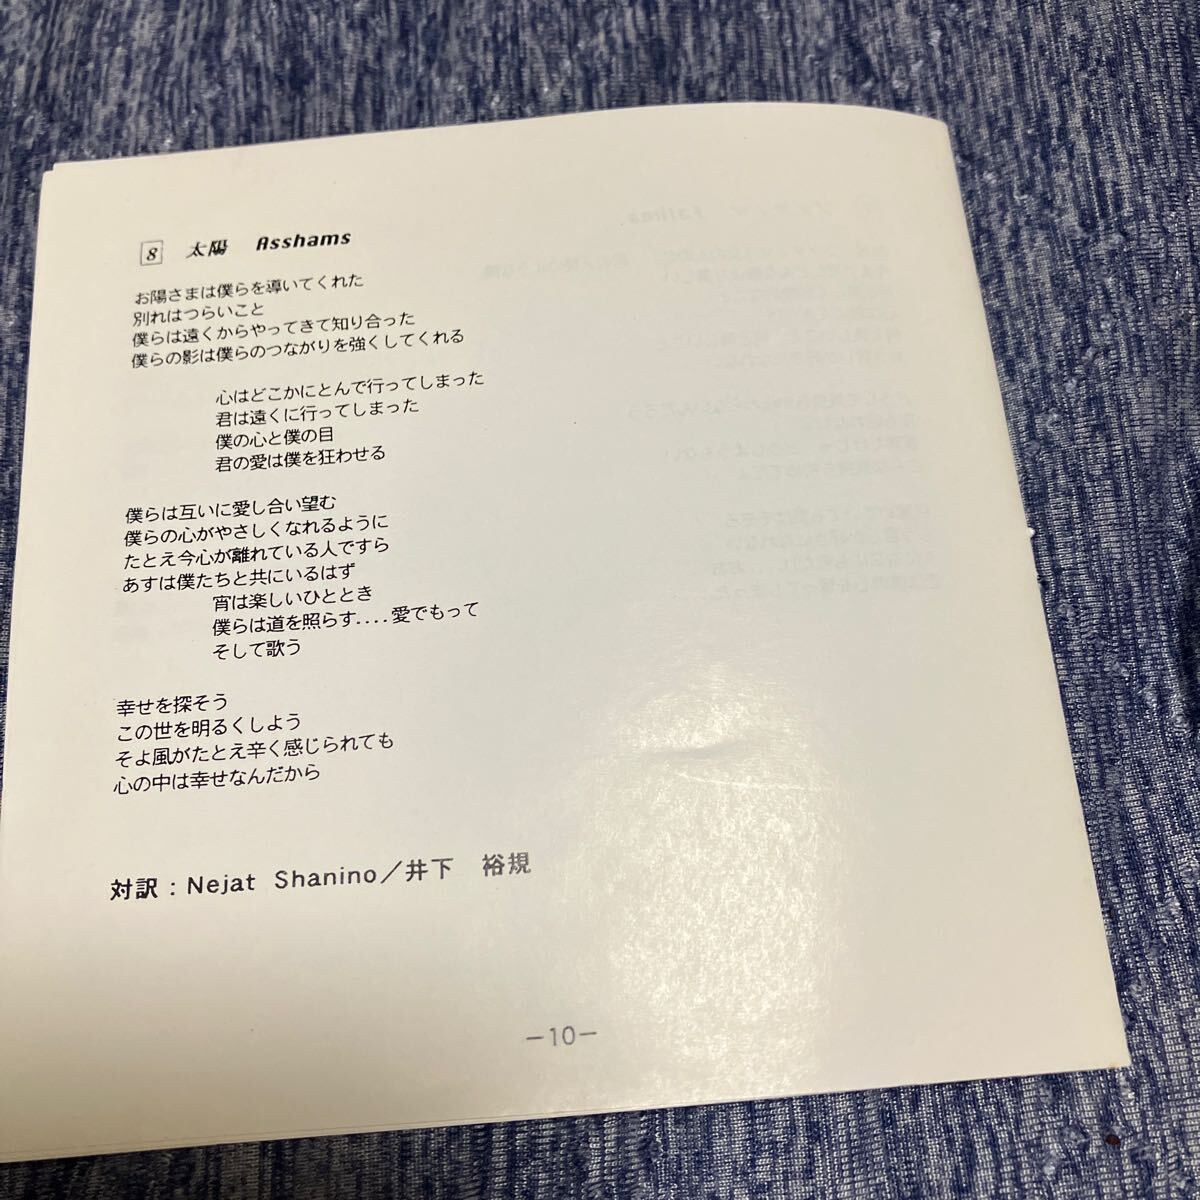 8 太陽 Asshams
お陽さまは僕らを導いてくれた
別れはつらいこと
僕らは遠くからやってきて知り合った
僕らの影は僕らのつながりを強くしてくれる
心はどこかにとんで行ってしまった
君は遠くに行ってしまった
僕の心と僕の目
君の愛は僕を狂わせる
僕らは互いに愛し合い望む
僕らの心がやさしくなれるように
たとえ今心が離れている人ですら
あすは僕たちと共にいるはず
宵は楽しいひととき
僕らは道を照らす....愛でもって
そして歌う
幸せを探そう
この世を明るくしよう
そよ風がたとえ辛く感じられても
心の中は幸せなんだから
対訳：Nejat Shanino／井下 裕規
－10－